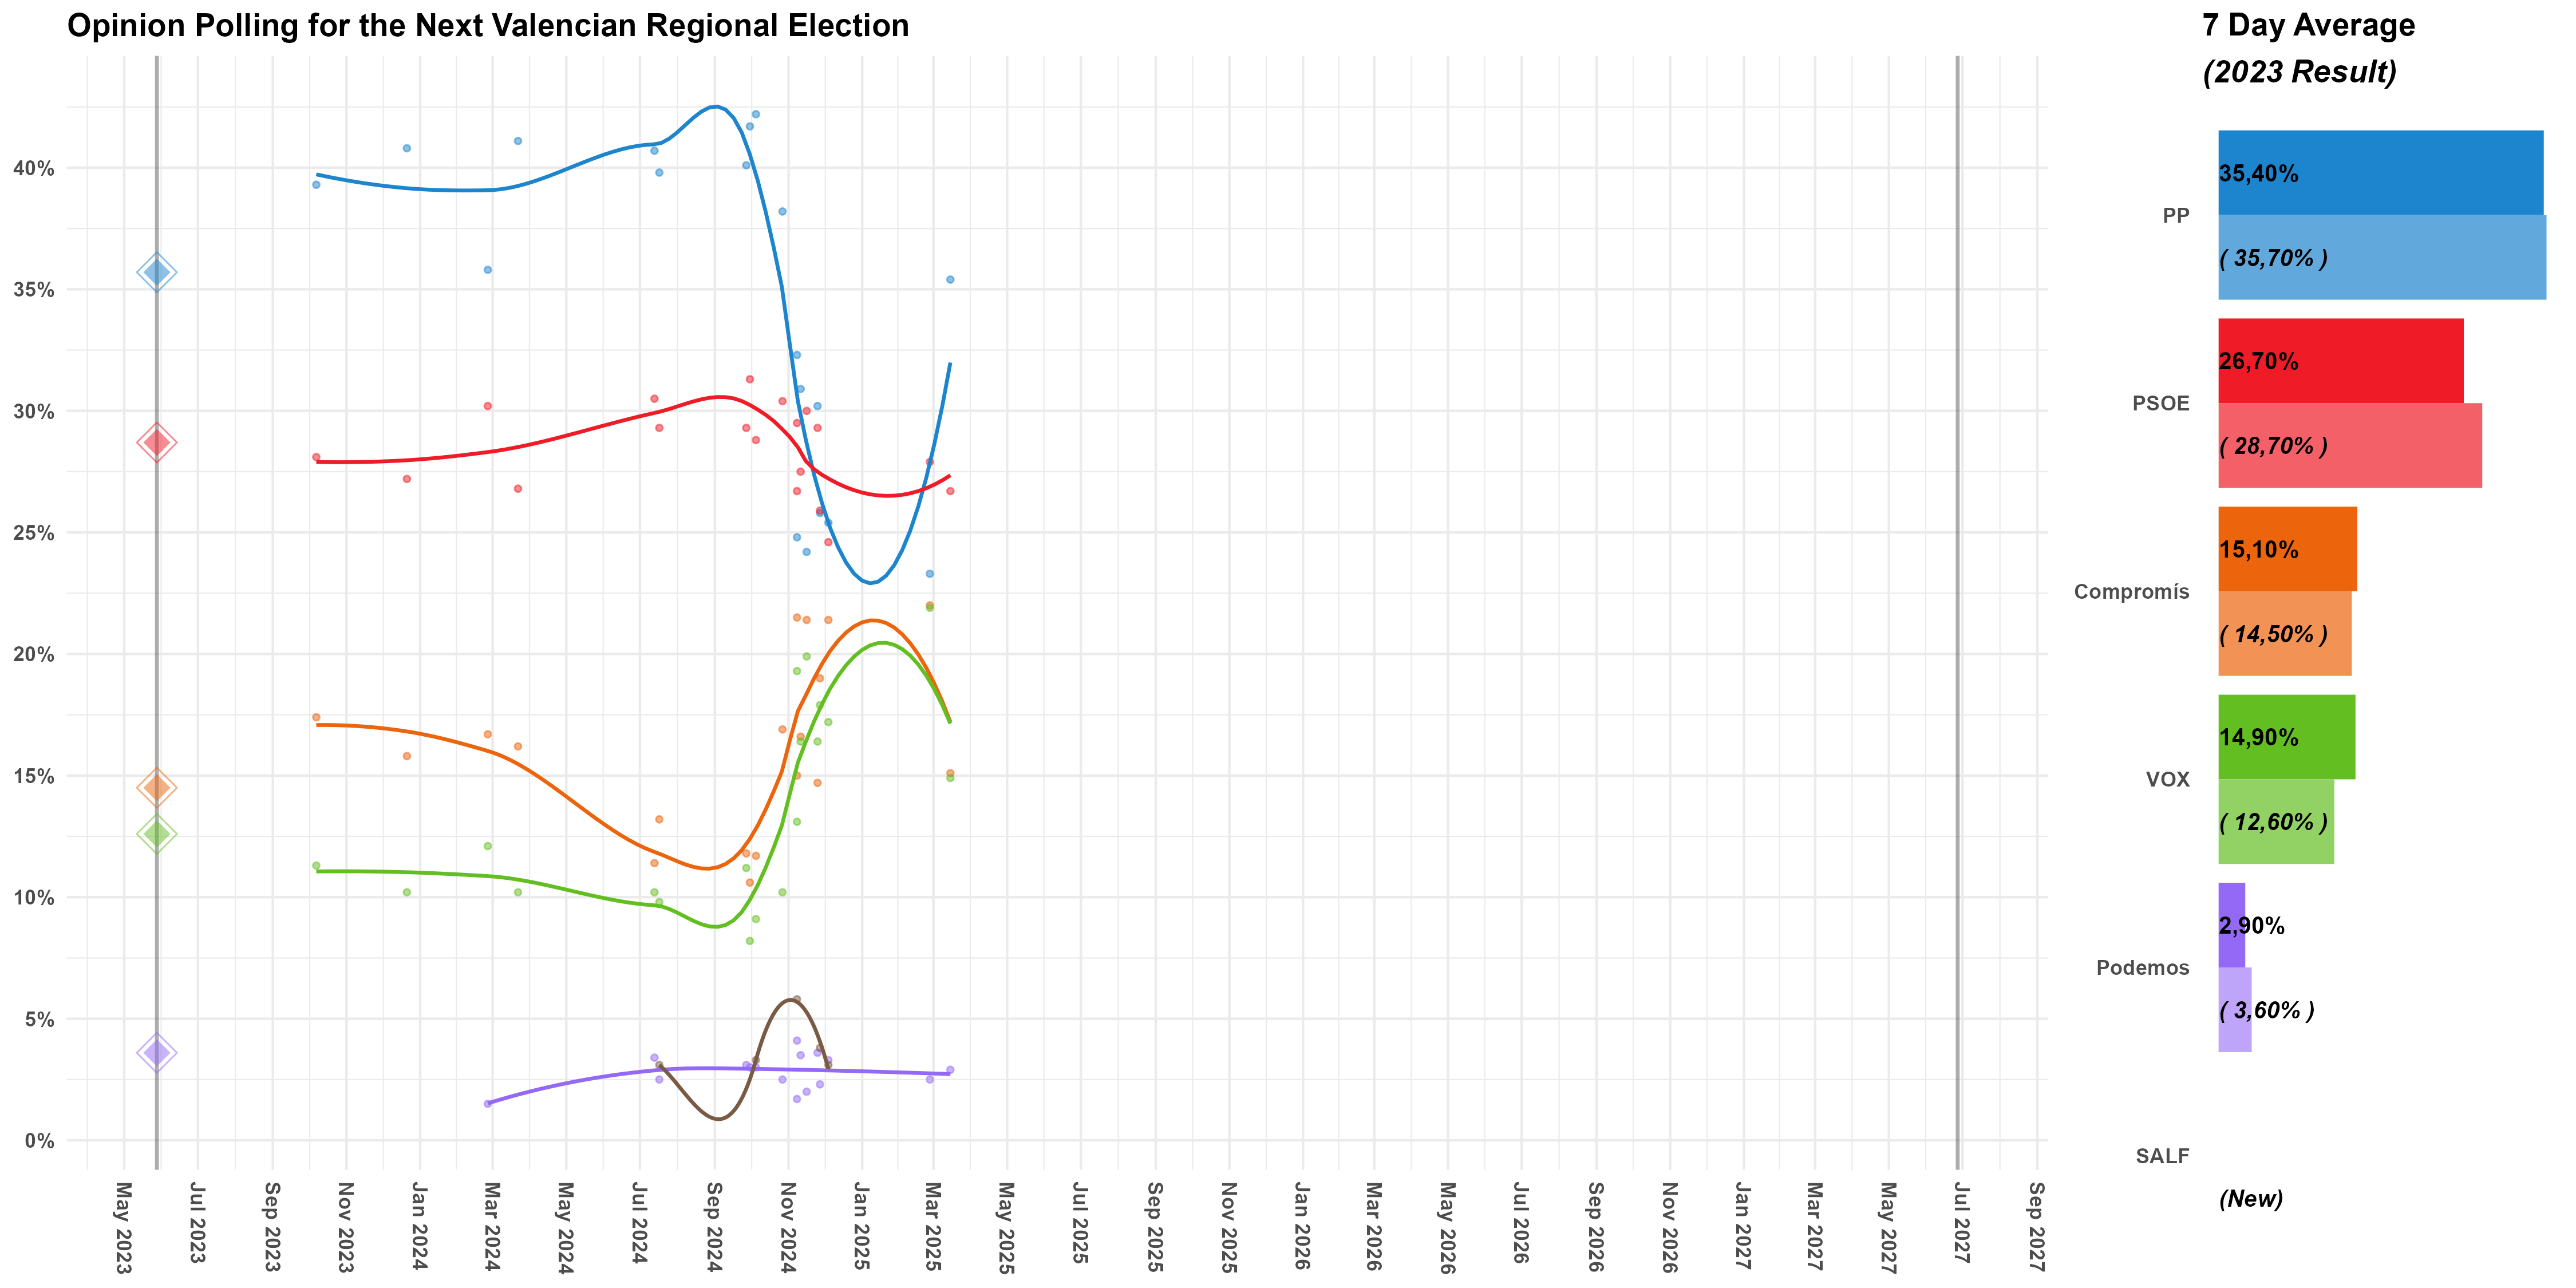 Opinion Polling for the Next Valencian Regional Election
40%
35%
30%
25%
20%
15%
10%
5%
0%
May 2023
Jul 2023
Sep 2023
Nov 2023
Jan 2024
Mar 2024
May 2024
Jul 2024
Sep 2024
Nov 2024
Jan 2025
Mar 2025
May 2025
Jul 2025
Sep 2025
Nov 2025
Jan 2026
Mar 2026
May 2026
Jul 2026
Sep 2026
Nov 2026
Jan 2027
Mar 2027
May 2027
Jul 2027
Sep 2027
7 Day Average
(2023 Result)
PP
35,40%
( 35,70% )
PSOE
26,70%
( 28,70% )
Compromís
15,10%
( 14,50% )
VOX
14,90%
( 12,60% )
Podemos
2,90%
( 3,60% )
SALF
(New)